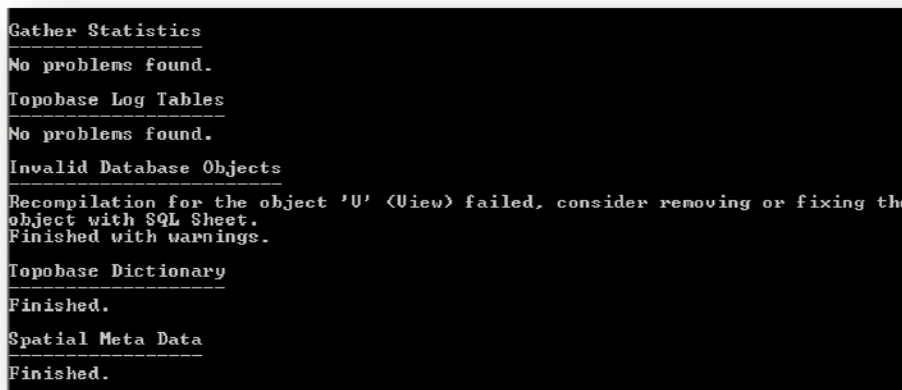 Gather Statistics
No problems found.
Topobase Log Tables
No problems found.
Invalid Database Objects
Recompilation for the object 'V' (View) failed, consider removing or fixing the
object with SQL Sheet.
Finished with warnings.
Topobase Dictionary
Finished.
Spatial Meta Data
Finished.